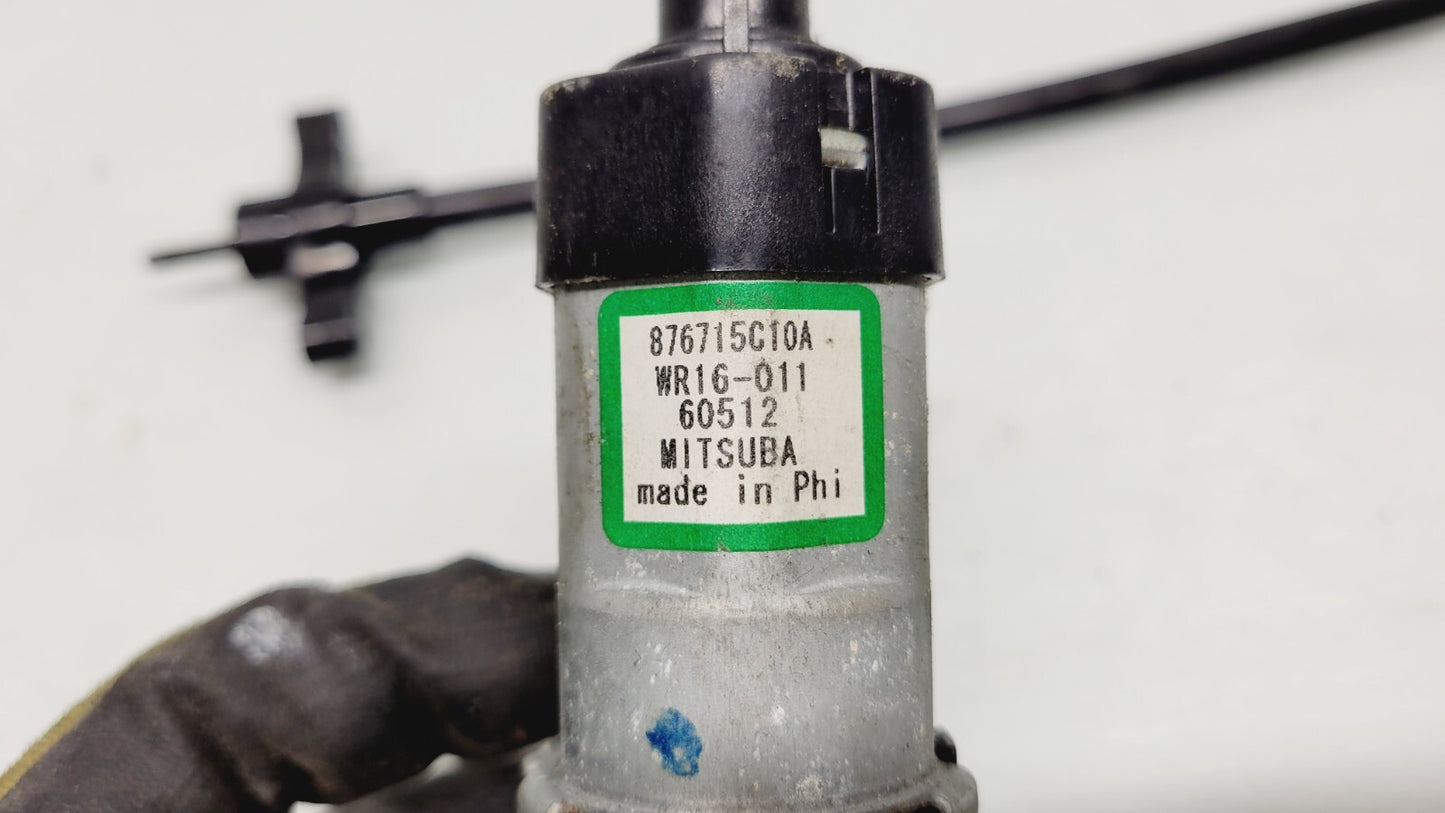 876715C10A
WR16-011
60512
MITSUBA
made in Phi